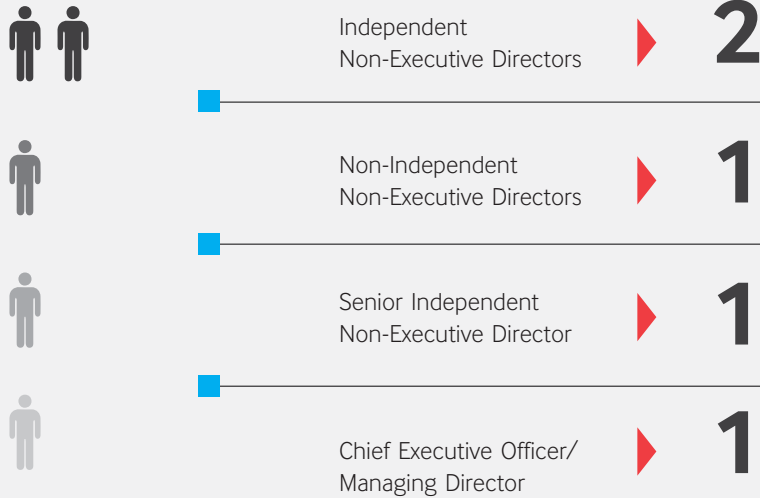 Independent
Non-Executive Directors
2
Non-Independent
Non-Executive Directors
1
Senior Independent
Non-Executive Director
1
Chief Executive Officer/
Managing Director
1